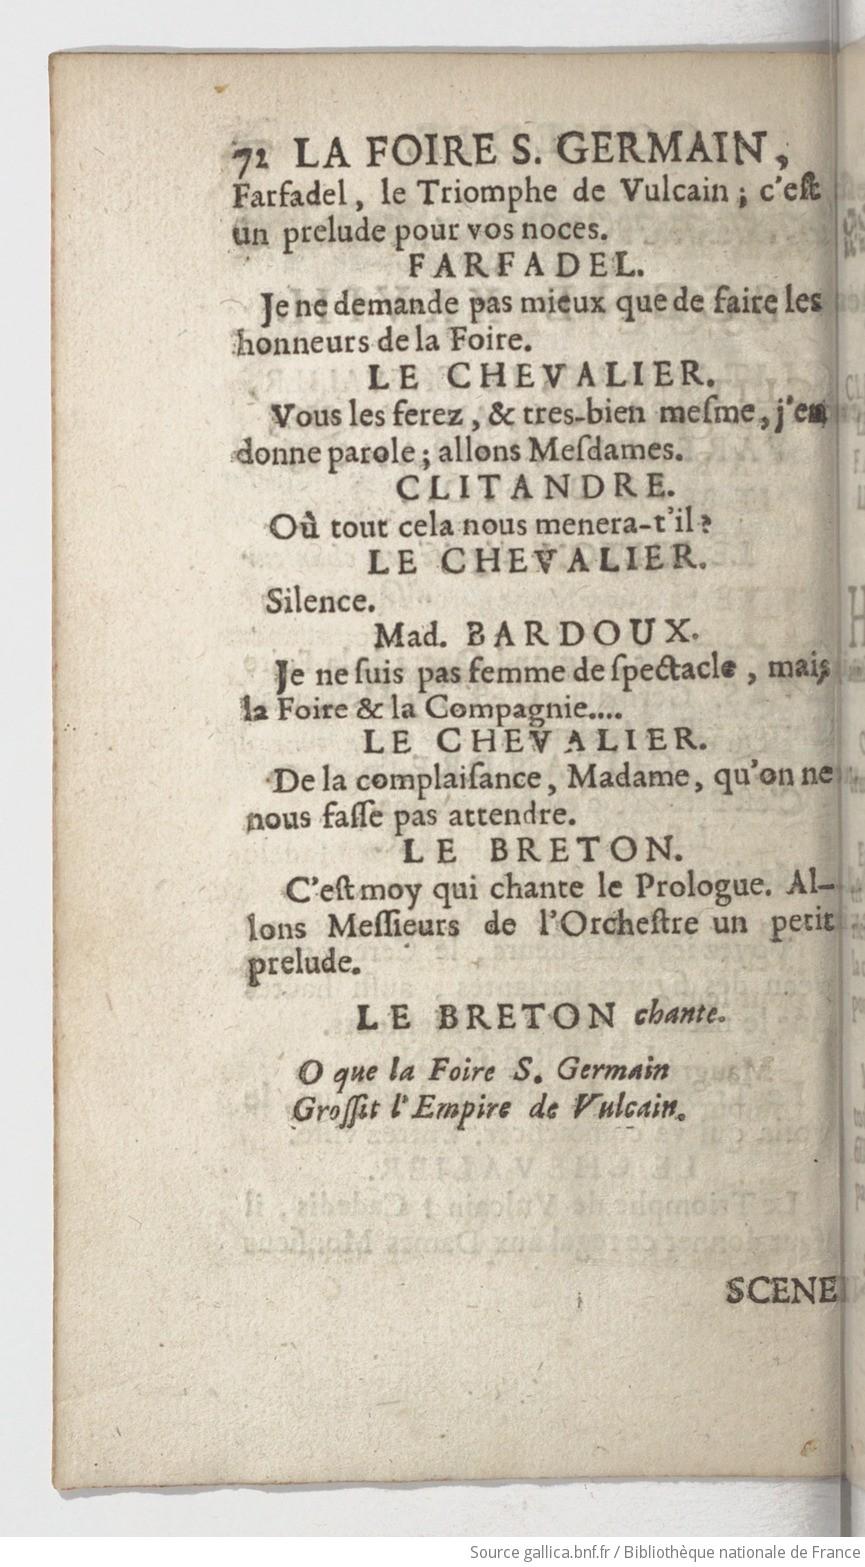 72 LA FOIRE S. GERMAIN,
Farfadel, le Triomphe de Vulcain; c'eſt
un prelude pour vos noces.
FARFADEL.
Je ne demande pas mieux que de faire les
honneurs de la Foire.
LE CHEVALIER.
Vous les ferez, & tres-bien meſme, j'en
donne parole; allons Meſdames.
CLITANDRE.
Où tout cela nous menera-t'il?
LE CHEVALIER.
Silence.
Mad. BARDOUX.
Je ne ſuis pas femme de ſpectacle, mais
la Foire & la Compagnie....
LE CHEVALIER.
De la complaiſance, Madame, qu'on ne
nous faſſe pas attendre.
LE BRETON.
C'eſt moy qui chante le Prologue. Al-
lons Meſſieurs de l'Orcheſtre un petit
prelude.
LE BRETON chante.
O que la Foire S. Germain
Groſſit l'Empire de Vulcain.
SCENE
Source gallica.bnf.fr / Bibliothèque nationale de France